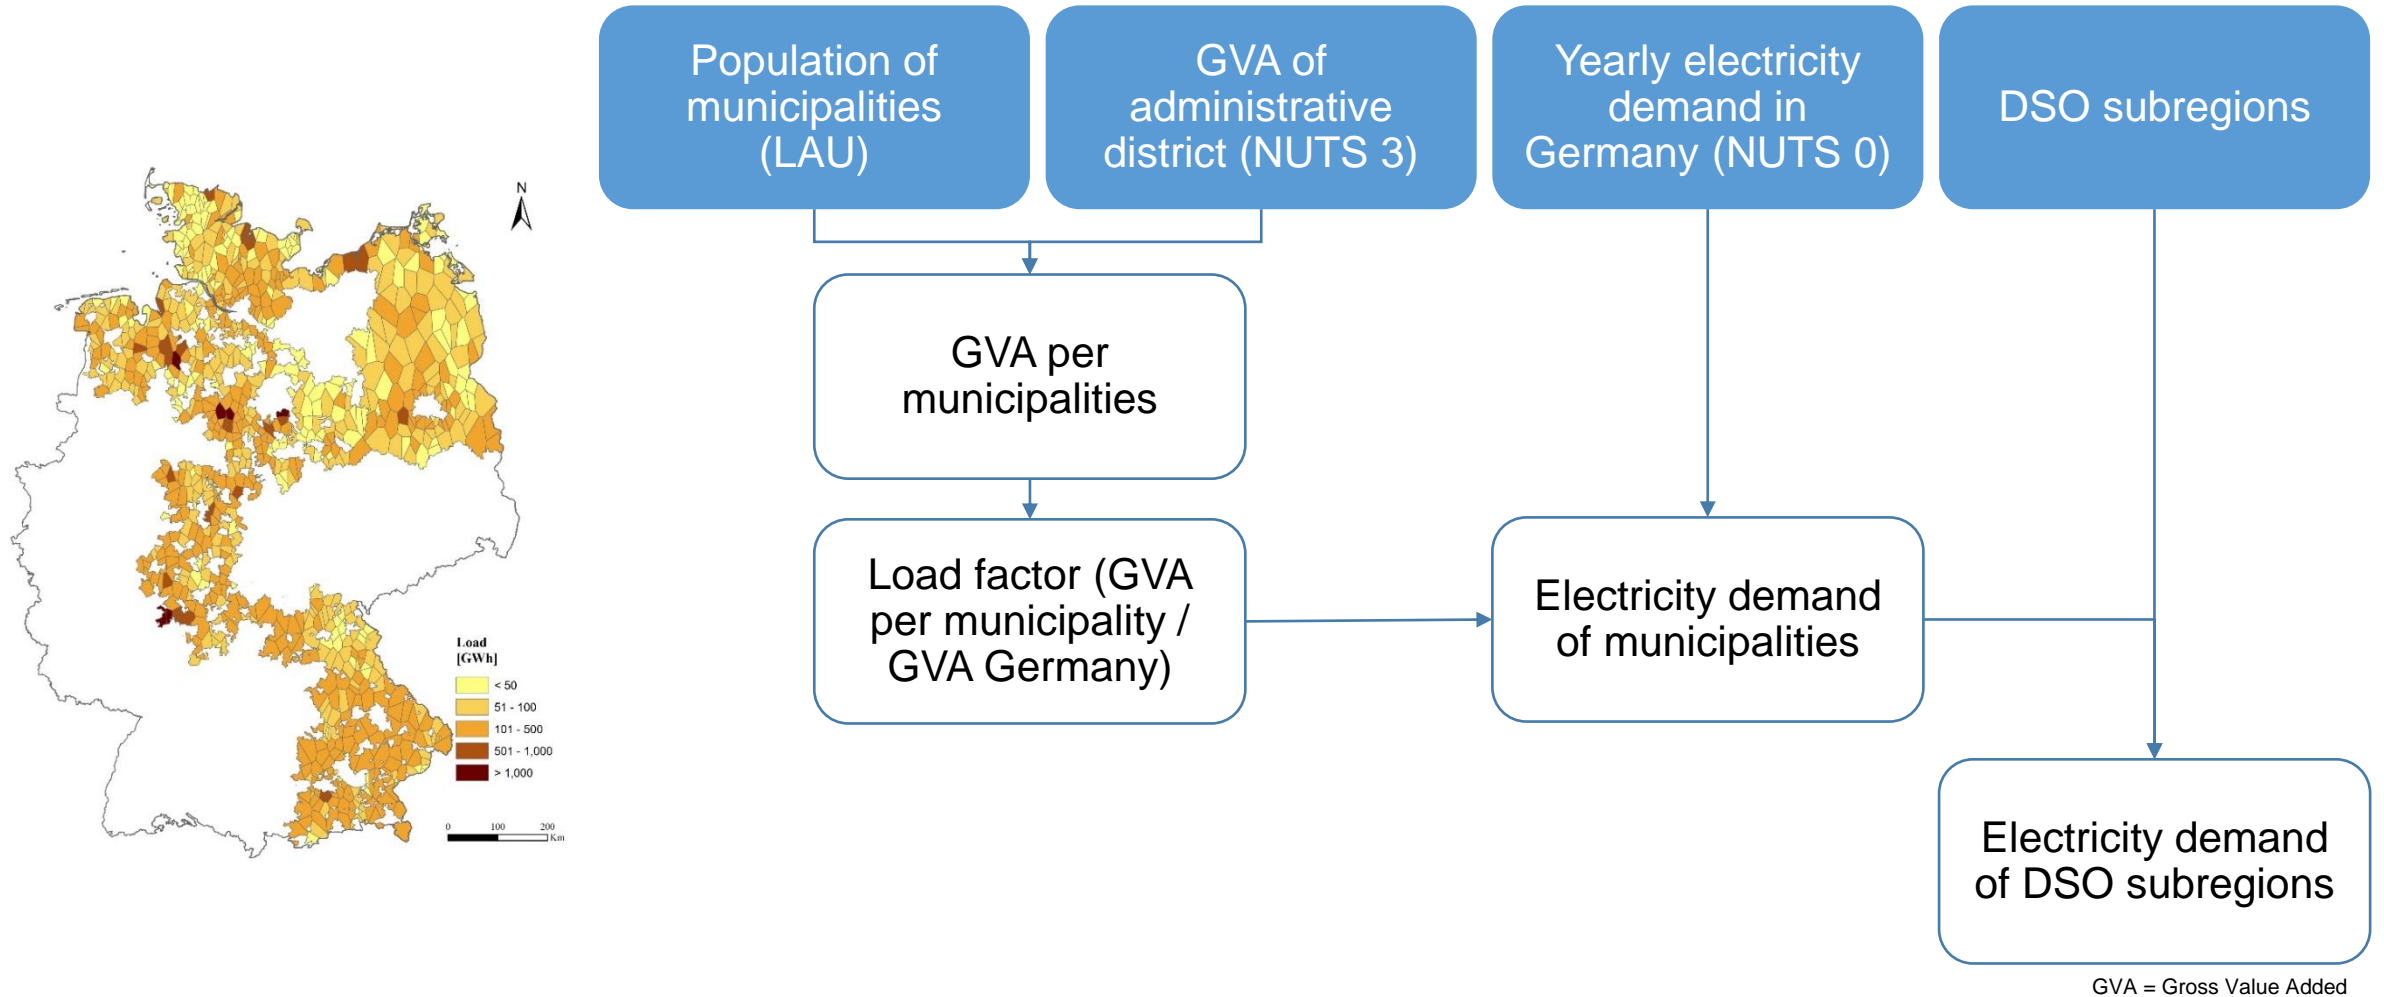 Population of
municipalities
(LAU)
GVA of
administrative
district (NUTS 3)
Yearly electricity
demand in
Germany (NUTS 0)
DSO subregions
N
GVA per
municipalities
Load factor (GVA
per municipality /
GVA Germany)
Electricity demand
of municipalities
Load
[GWh]
< 50
51 - 100
101 - 500
501 - 1,000
> 1,000
0 100 200
Km
Electricity demand
of DSO subregions
GVA = Gross Value Added